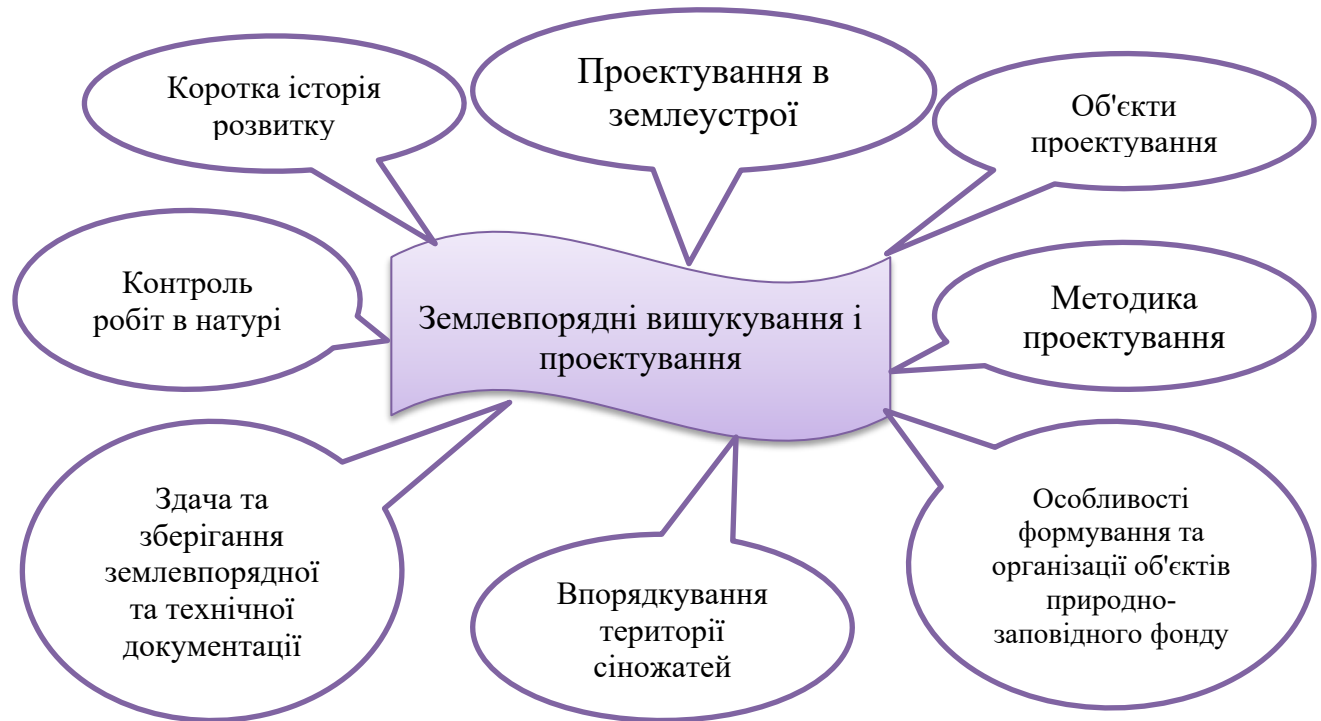 Коротка історія
розвитку
Проектування в
землеустрої
Об'єкти
проектування
Контроль
робіт в натурі
Землевпорядні вишукування і
проектування
Методика
проектування
Здача та
зберігання
землевпорядної
та технічної
документації
Впорядкування
території
сіножатей
Особливості
формування та
організації об'єктів
природно-
заповідного фонду